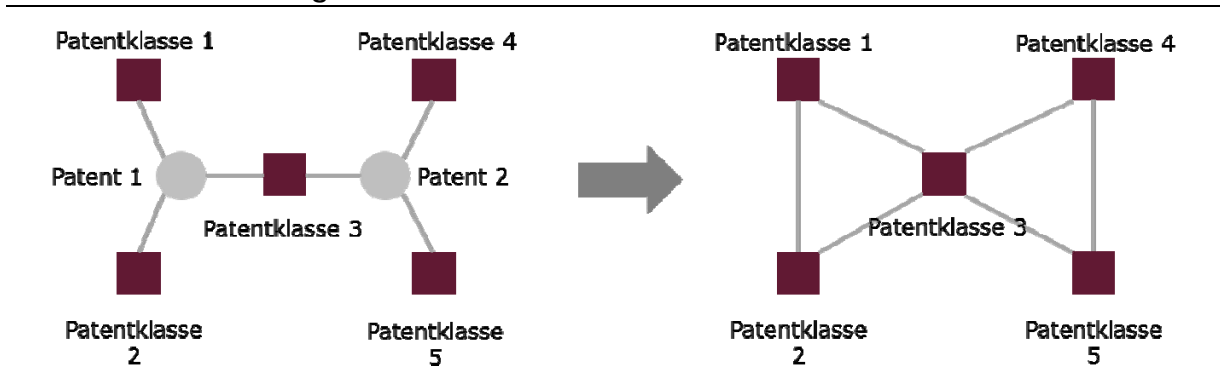 Patentklasse 1
Patentklasse 4
Patent 1
Patent 2
Patentklasse 3
Patentklasse
2
Patentklasse
5
Patentklasse 1
Patentklasse 4
Patentklasse 3
Patentklasse
2
Patentklasse
5